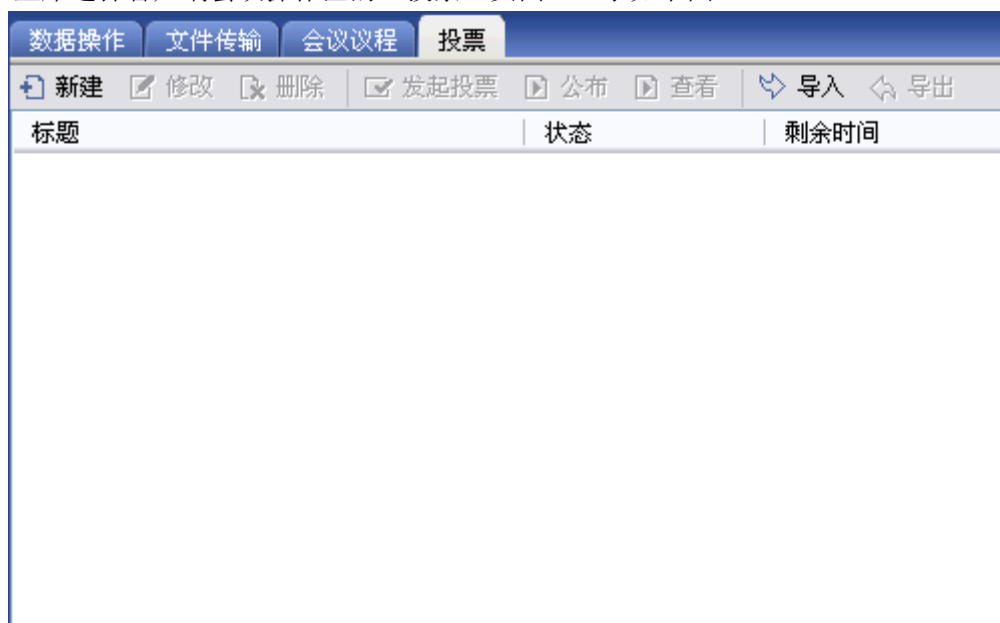 数据操作 文件传输 会议议程 投票
新建 修改 删除 发起投票 公布 查看 导入 导出
标题 状态 剩余时间